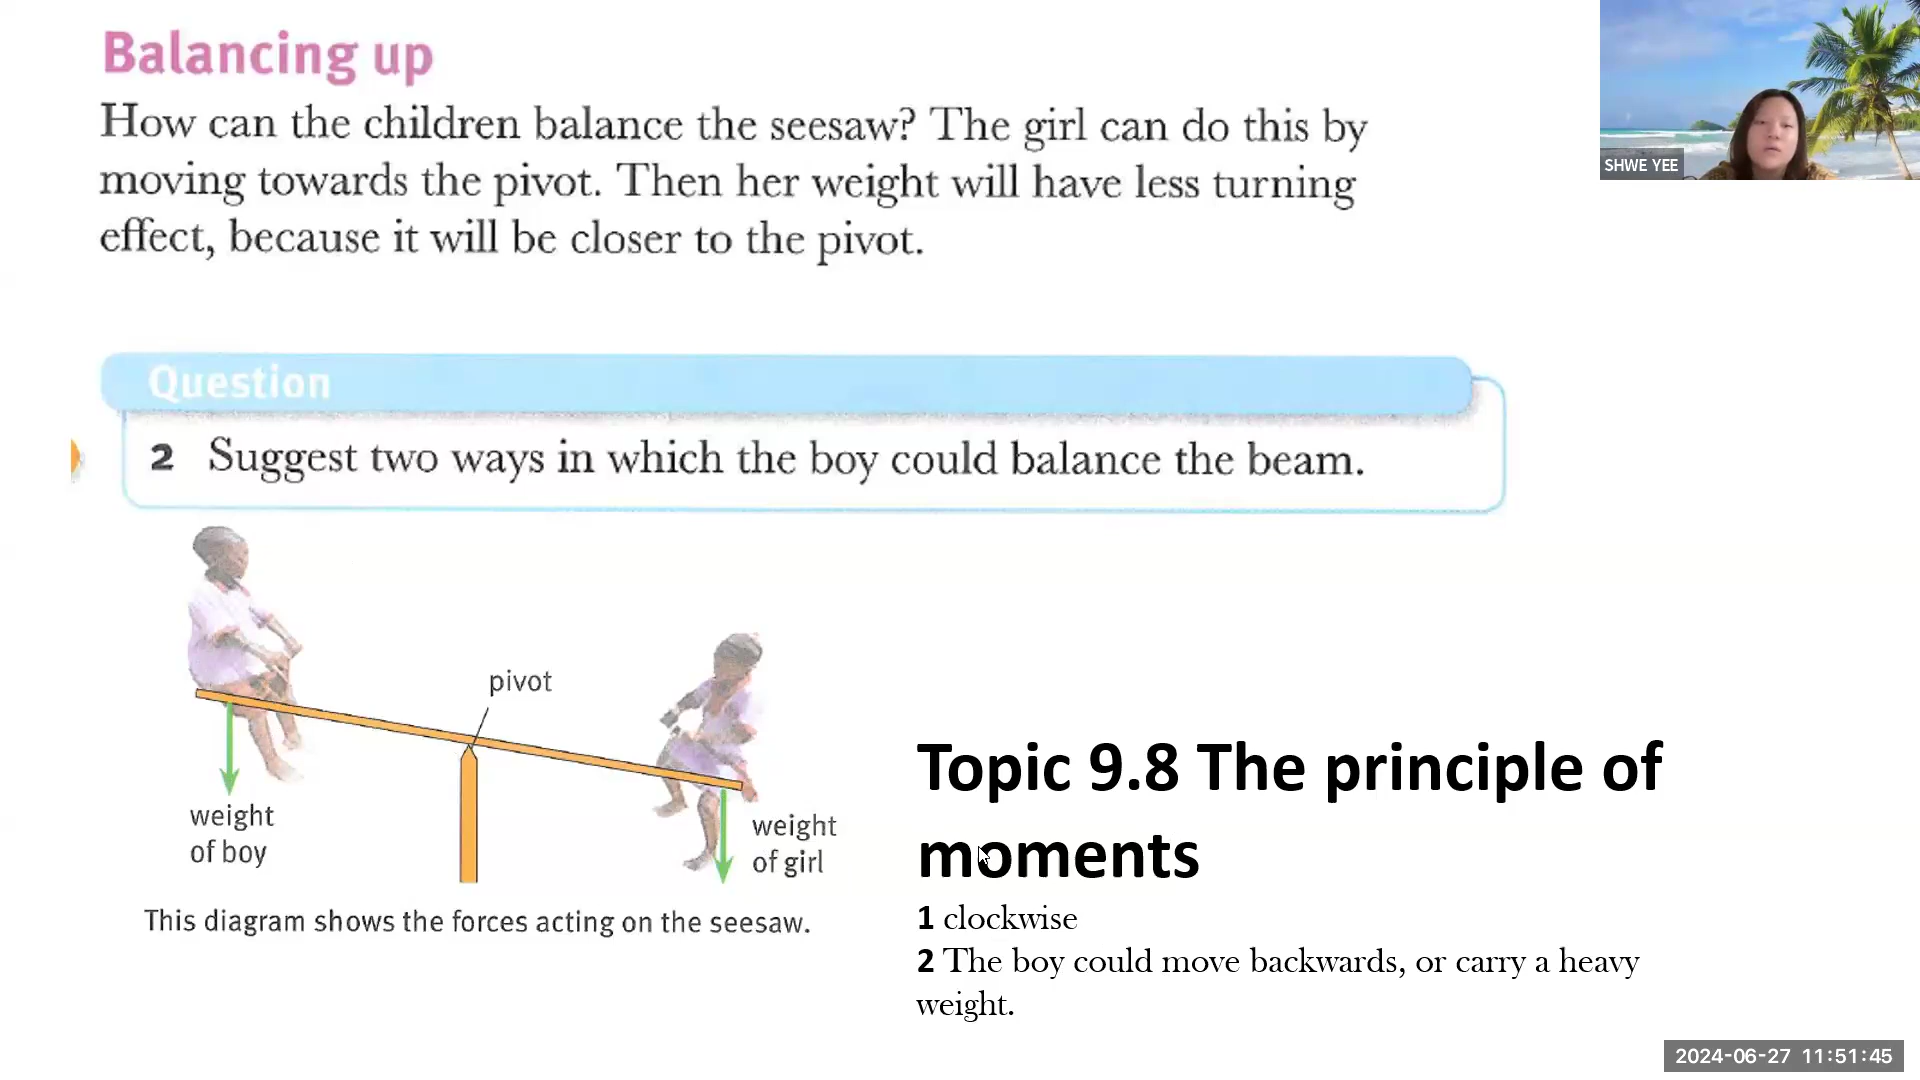 Balancing up
How can the children balance the seesaw? The girl can do this by
moving towards the pivot. Then her weight will have less turning
effect, because it will be closer to the pivot.
SHWE YEE
Question
2 Suggest two ways in which the boy could balance the beam.
pivot
weight
of boy
weight
of girl
This diagram shows the forces acting on the seesaw.
Topic 9.8 The principle of
moments
1 clockwise
2 The boy could move backwards, or carry a heavy
weight.
2024-06-27 11:51:45